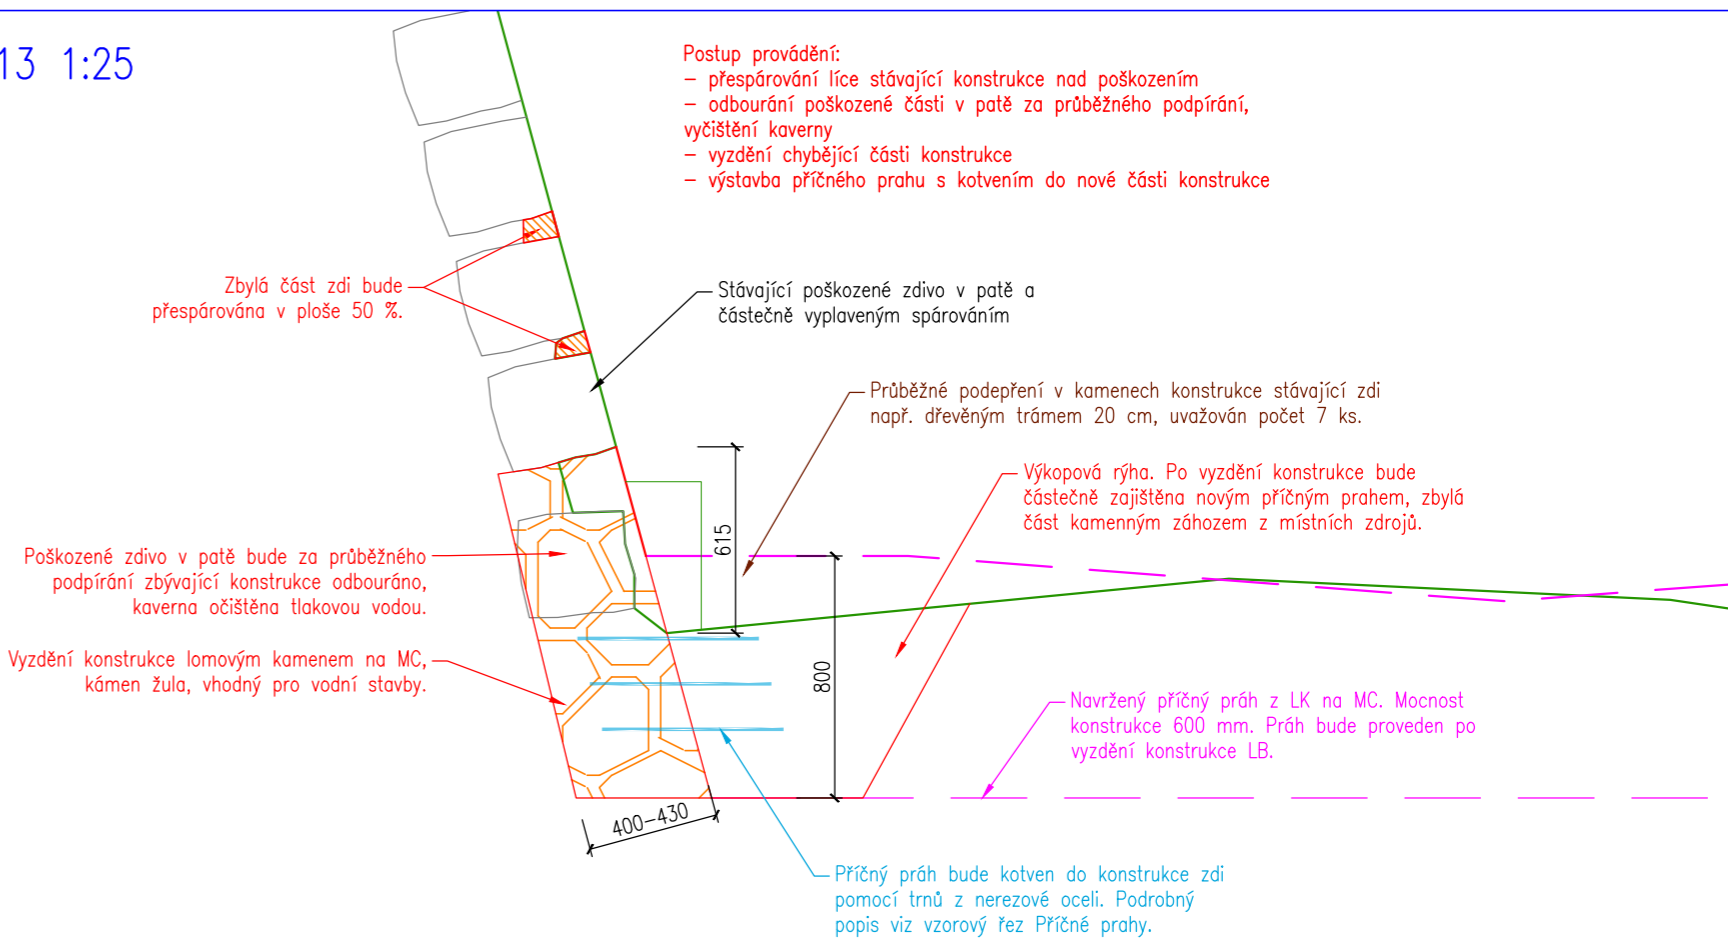 13 1:25
Postup provádění:
– přespárování líce stávající konstrukce nad poškozením
– odbourání poškozené části v patě za průběžného podpírání,
vyčištění kaverny
– vyzdění chybějící části konstrukce
– výstavba příčného prahu s kotvením do nové části konstrukce
Zbylá část zdi bude
přespárována v ploše 50 %.
Stávající poškozené zdivo v patě a
částečně vyplaveným spárováním
Průběžné podepření v kamenech konstrukce stávající zdi
např. dřevěným trámem 20 cm, uvažován počet 7 ks.
Výkopová rýha. Po vyzdění konstrukce bude
částečně zajištěna novým příčným prahem, zbylá
část kamenným záhozem z místních zdrojů.
615
Poškozené zdivo v patě bude za průběžného
podpírání zbývající konstrukce odbouráno,
kaverna očištěna tlakovou vodou.
Vyzdění konstrukce lomovým kamenem na MC,
kámen žula, vhodný pro vodní stavby.
800
Navržený příčný práh z LK na MC. Mocnost
konstrukce 600 mm. Práh bude proveden po
vyzdění konstrukce LB.
400–430
Příčný práh bude kotven do konstrukce zdi
pomocí trnů z nerezové oceli. Podrobný
popis viz vzorový řez Příčné prahy.